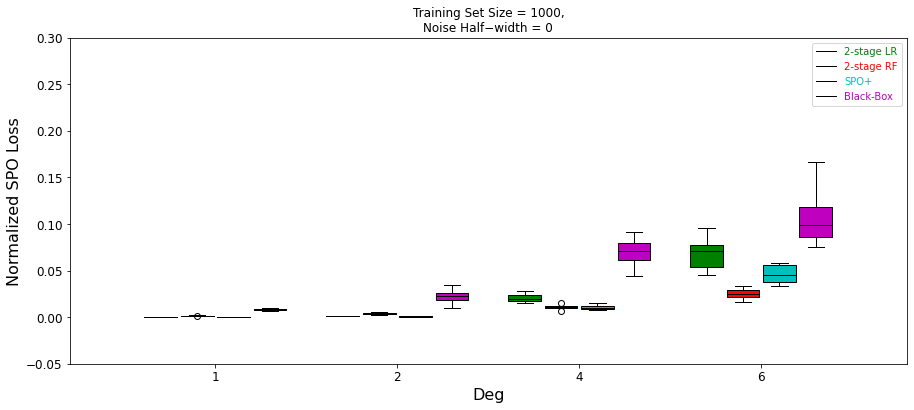 Training Set Size = 1000,
Noise Half−width = 0
Normalized SPO Loss
0.30
0.25
0.20
0.15
0.10
0.05
0.00
−0.05
2-stage LR
2-stage RF
SPO+
Black-Box
1 2 4 6
Deg